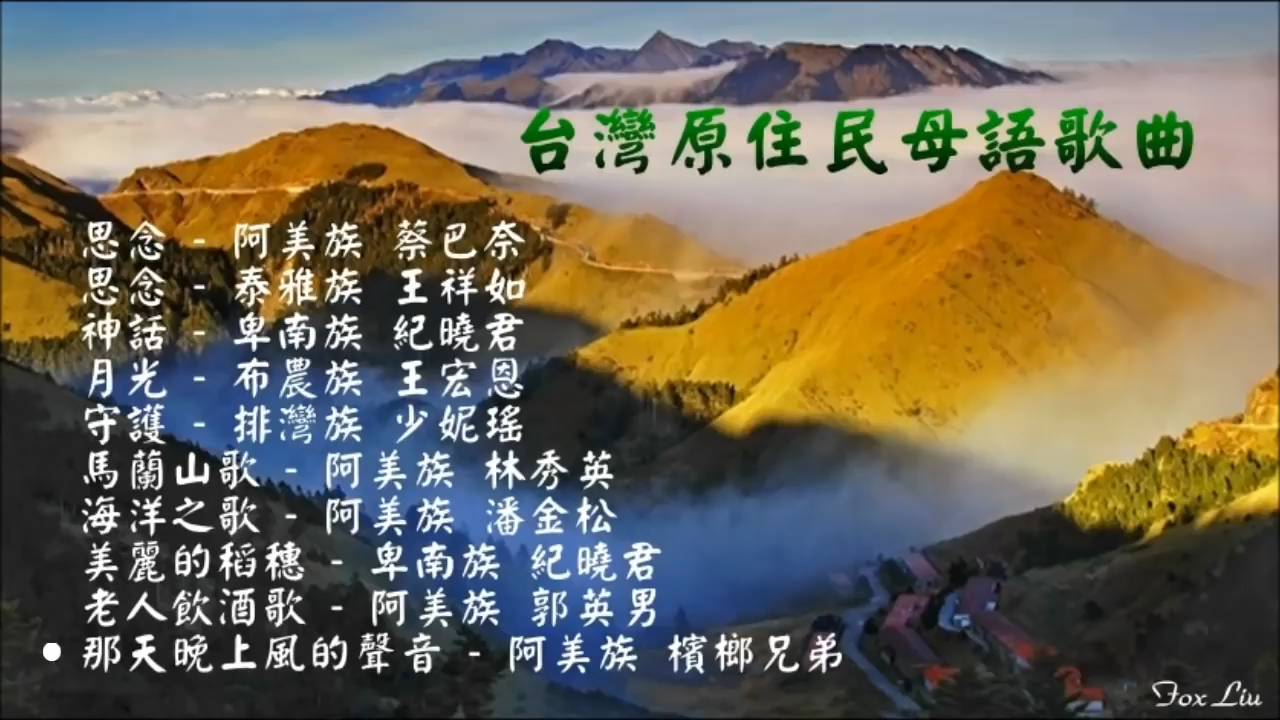 台灣原住民母語歌曲
思念 - 阿美族 蔡巴奈
思念 - 泰雅族 王祥如
神話 - 卑南族 紀曉君
月光 - 布農族 王宏恩
守護 - 排灣族 少妮瑤
馬蘭山歌 - 阿美族 林秀英
海洋之歌 - 阿美族 潘金松
美麗的稻穗 - 卑南族 紀曉君
老人飲酒歌 - 阿美族 郭英男
● 那天晚上風的聲音 - 阿美族 檳榔兄弟
Fox Liu